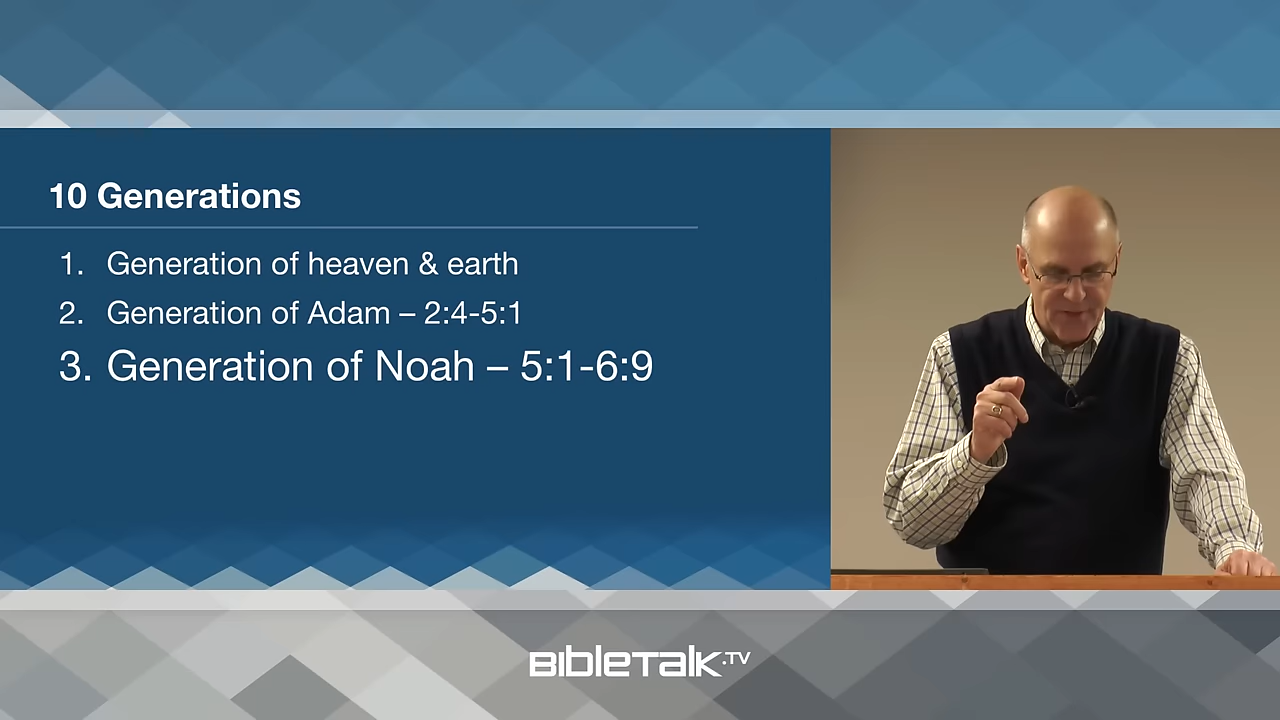 10 Generations
1. Generation of heaven & earth
2. Generation of Adam – 2:4-5:1
3. Generation of Noah – 5:1-6:9
BIBLETALK.TV